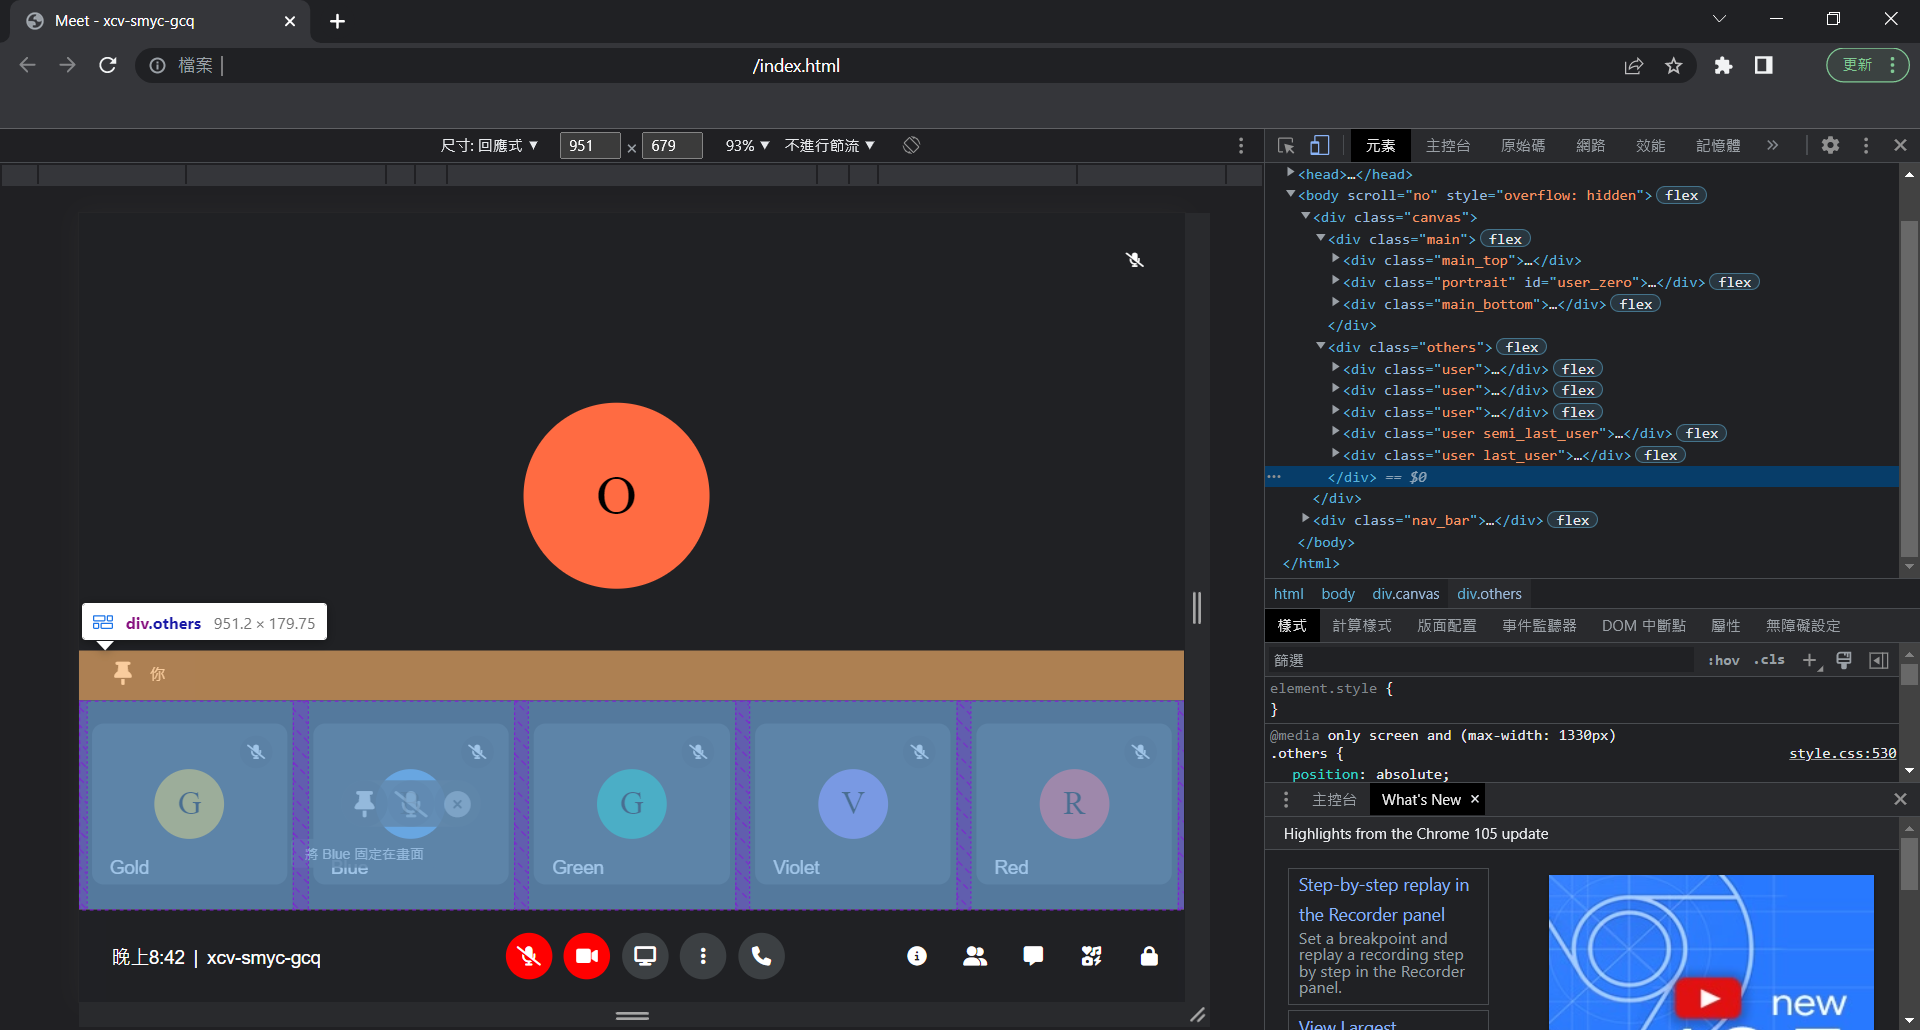 Meet - xcv-smyc-gcq
檔案 | /index.html
更新
尺寸: 回應式 ▼ 951 × 679 93% ▼ 不進行節流 ▼
O
div.others 951.2 × 179.75
你
G
G
V
R
Gold
將 Blue 固定在畫面
Blue
Green
Violet
Red
晚上8:42 | xcv-smyc-gcq
元素 主控台 原始碼 網路 效能 記憶體 »
<head>…</head>
<body scroll="no" style="overflow: hidden"> flex
<div class="canvas">
<div class="main"> flex
<div class="main_top">…</div>
<div class="portrait" id="user_zero">…</div> flex
<div class="main_bottom">…</div> flex
</div>
<div class="others"> flex
<div class="user">…</div> flex
<div class="user">…</div> flex
<div class="user">…</div> flex
<div class="user semi_last_user">…</div> flex
<div class="user last_user">…</div> flex
</div> == $0
</div>
<div class="nav_bar">…</div> flex
</body>
</html>
html body div.canvas div.others
樣式 計算樣式 版面配置 事件監聽器 DOM 中斷點 屬性 無障礙設定
篩選 :hov .cls
element.style {
}
@media only screen and (max-width: 1330px)
.others { style.css:530
position: absolute;
主控台 What's New ×
Highlights from the Chrome 105 update
Step-by-step replay in
the Recorder panel
Set a breakpoint and
replay a recording step
by step in the Recorder
panel.
View Largest
new